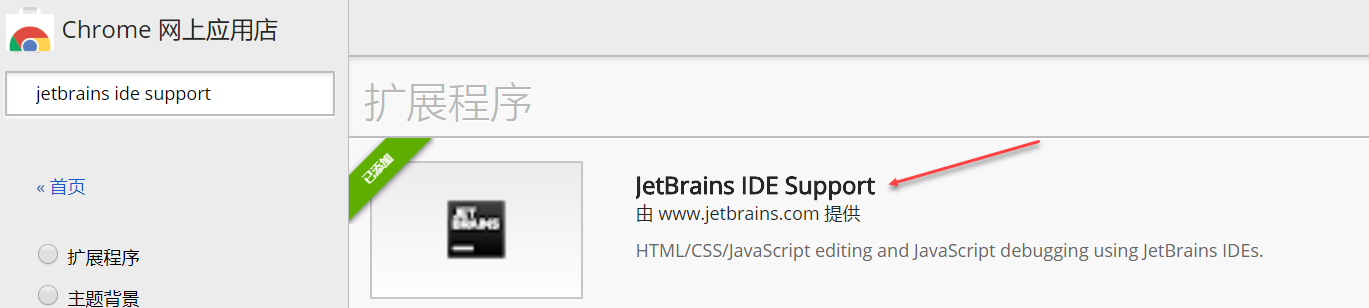 Chrome 网上应用店
jetbrains ide support
« 首页
扩展程序
主题背景
扩展程序
已添加
JET
BRAINS
JetBrains IDE Support
由 www.jetbrains.com 提供
HTML/CSS/JavaScript editing and JavaScript debugging using JetBrains IDEs.